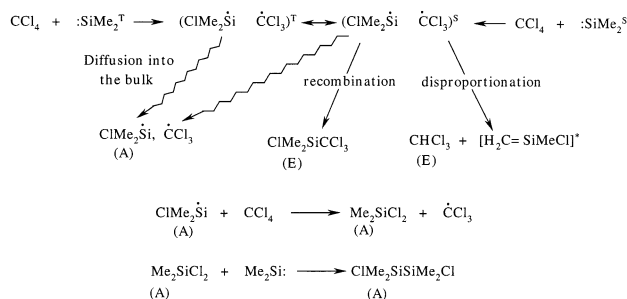 CCl₄ + :SiMe₂ᵀ ⟶ (ClMe₂Ṡi ĊCl₃)ᵀ ⟷ (ClMe₂Ṡi ĊCl₃)ˢ ⟵ CCl₄ + :SiMe₂ˢ
Diffusion into
the bulk
recombination
disproportionation
ClMe₂Ṡi, ĊCl₃
(A)
ClMe₂SiCCl₃
(E)
CHCl₃ + [H₂C= SiMeCl]*
(E)
ClMe₂Ṡi + CCl₄ ⟶ Me₂SiCl₂ + ĊCl₃
(A) (A)
Me₂SiCl₂ + Me₂Si: ⟶ ClMe₂SiSiMe₂Cl
(A) (A)